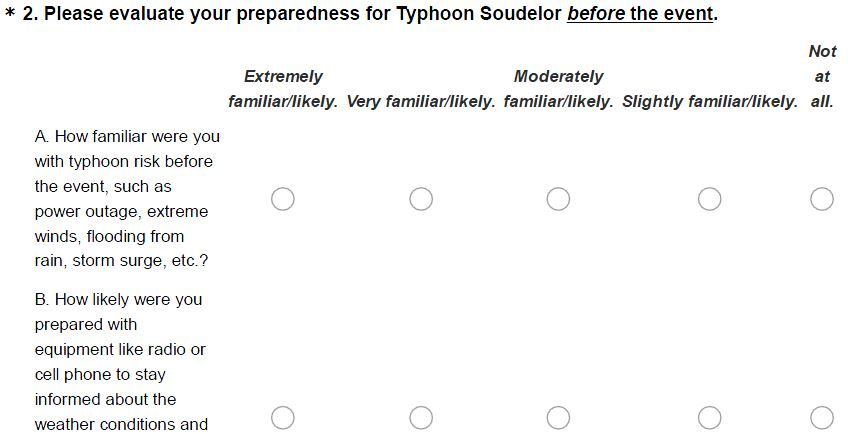 * 2. Please evaluate your preparedness for Typhoon Soudelor before the event.
Not
Extremely Moderately at
familiar/likely. Very familiar/likely. familiar/likely. Slightly familiar/likely. all.
A. How familiar were you
with typhoon risk before
the event, such as
power outage, extreme
winds, flooding from
rain, storm surge, etc.?
B. How likely were you
prepared with
equipment like radio or
cell phone to stay
informed about the
weather conditions and